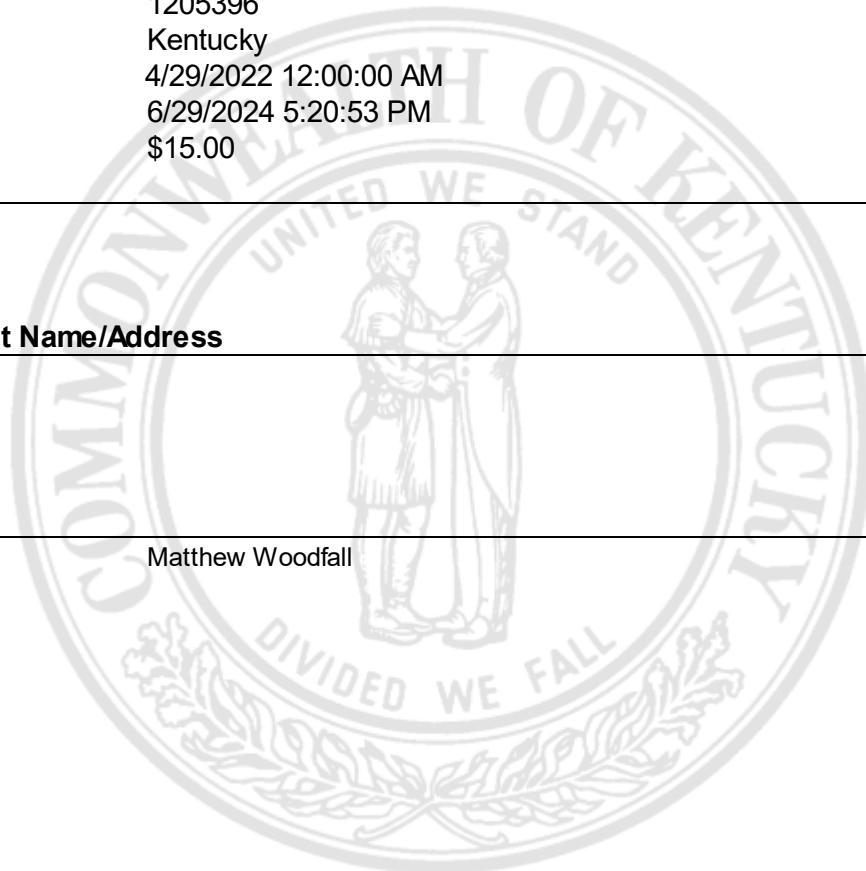 1205396
Kentucky
4/29/2022 12:00:00 AM
6/29/2024 5:20:53 PM
$15.00
COMMONWEALTH OF KENTUCKY
UNITED WE STAND
t Name/Address
Matthew Woodfall
DIVIDED WE FALL